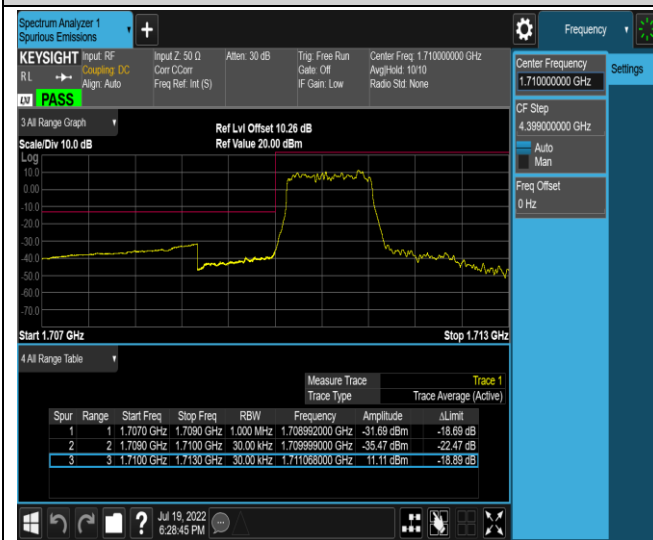 Spectrum Analyzer 1
Spurious Emissions
Frequency
KEYSIGHT Input: RF Input Z: 50 Ω Atten: 30 dB Trig: Free Run Center Freq: 1.710000000 GHz
RL Coupling: DC Corr CCorr Gate: Off Avg|Hold: 10/10
Align: Auto Freq Ref: Int (S) IF Gain: Low Radio Std: None
LXI PASS
Center Frequency
1.710000000 GHz
Settings
CF Step
4.399000000 GHz
Auto
Man
Freq Offset
0 Hz
3 All Range Graph
Ref Lvl Offset 10.26 dB
Scale/Div 10.0 dB Ref Value 20.00 dBm
Log
10.0
0.00
-10.0
-20.0
-30.0
-40.0
-50.0
-60.0
-70.0
Start 1.707 GHz Stop 1.713 GHz
4 All Range Table
Measure Trace Trace 1
Trace Type Trace Average (Active)
Spur Range Start Freq Stop Freq RBW Frequency Amplitude ΔLimit
1 1 1.7070 GHz 1.7090 GHz 1.000 MHz 1.708992000 GHz -31.69 dBm -18.69 dB
2 2 1.7090 GHz 1.7100 GHz 30.00 kHz 1.709999000 GHz -35.47 dBm -22.47 dB
3 3 1.7100 GHz 1.7130 GHz 30.00 kHz 1.711068000 GHz 11.11 dBm -18.89 dB
Jul 19, 2022
6:28:45 PM